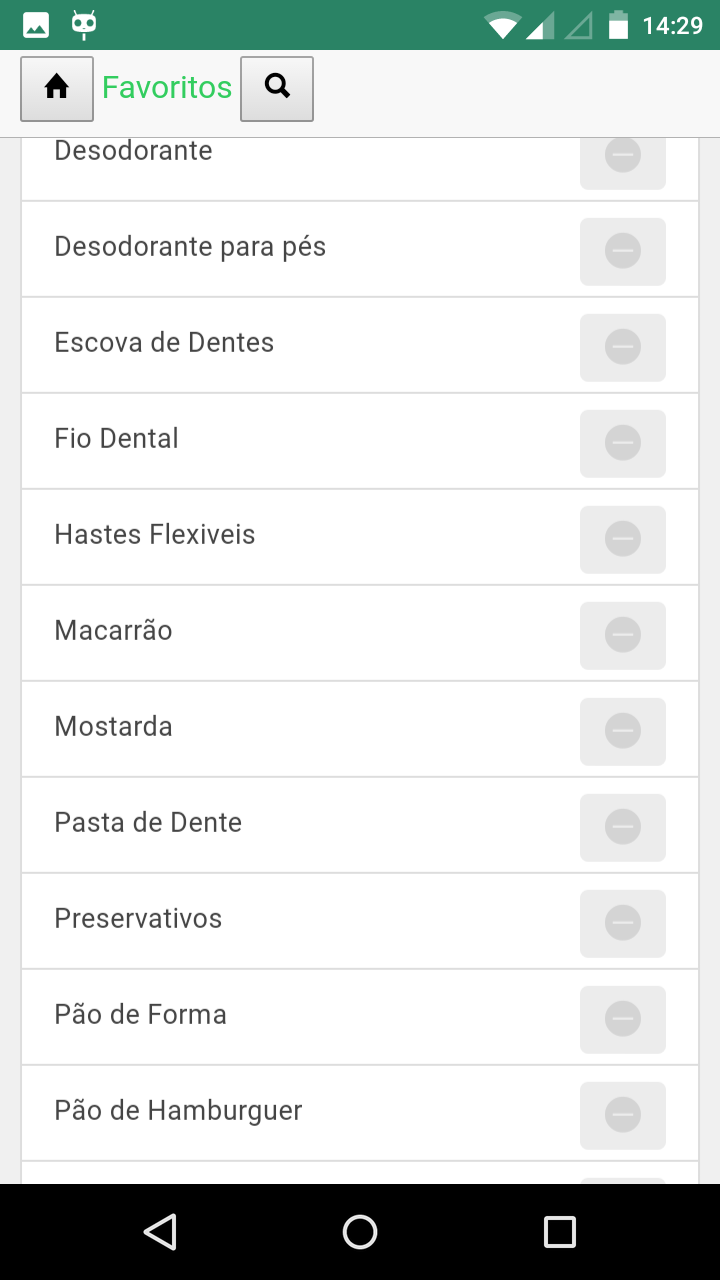 14:29
Favoritos
Desodorante
Desodorante para pés
Escova de Dentes
Fio Dental
Hastes Flexiveis
Macarrão
Mostarda
Pasta de Dente
Preservativos
Pão de Forma
Pão de Hamburguer